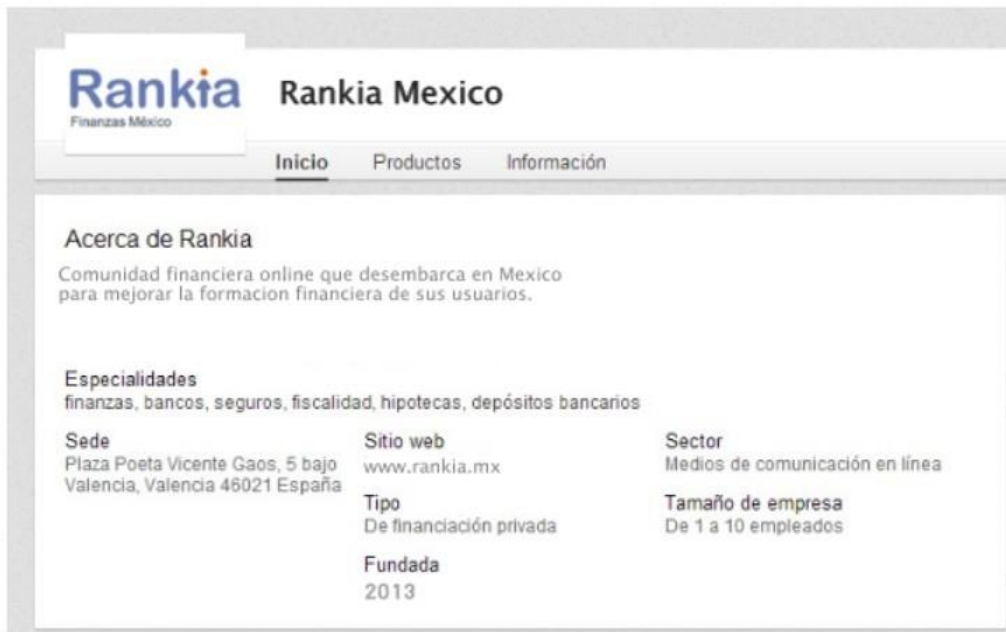 Rankia
Finanzas México
Rankia Mexico
Inicio Productos Información
Acerca de Rankia
Comunidad financiera online que desembarca en Mexico
para mejorar la formacion financiera de sus usuarios.
Especialidades
finanzas, bancos, seguros, fiscalidad, hipotecas, depósitos bancarios
Sede
Plaza Poeta Vicente Gaos, 5 bajo
Valencia, Valencia 46021 España
Sitio web
www.rankia.mx
Tipo
De financiación privada
Fundada
2013
Sector
Medios de comunicación en línea
Tamaño de empresa
De 1 a 10 empleados